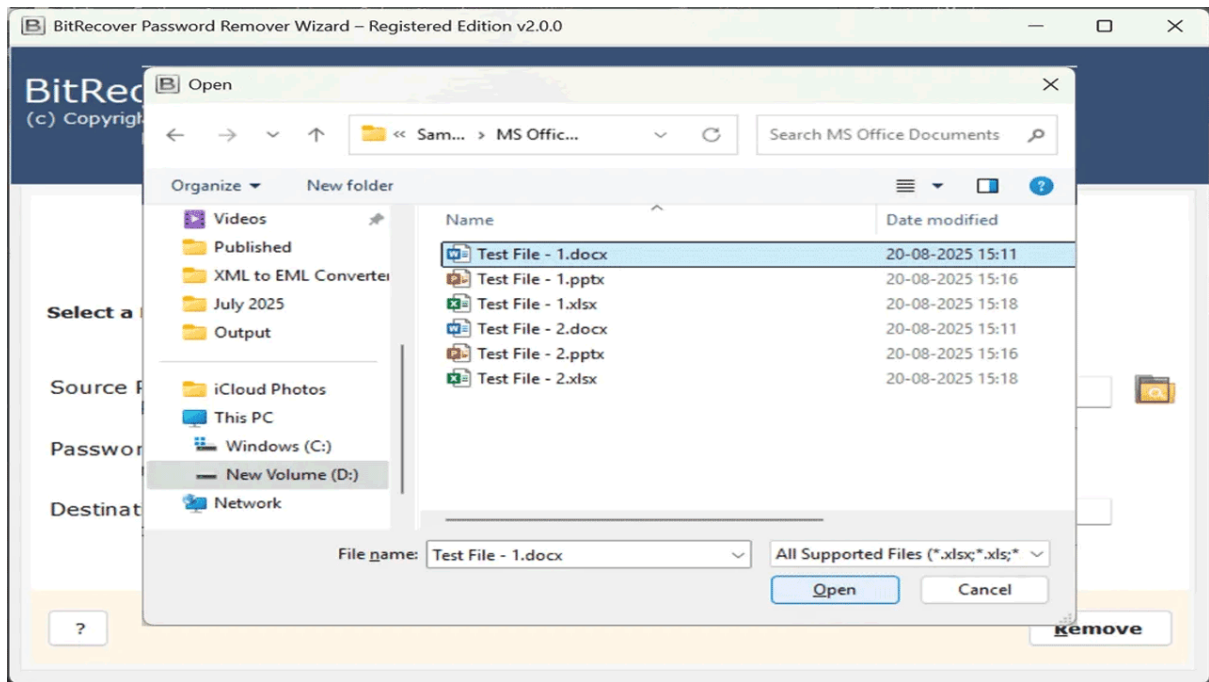 BitRecover Password Remover Wizard – Registered Edition v2.0.0
BitRec
(c) Copyrigh
Open
« Sam... › MS Offic...
Search MS Office Documents
Organize
New folder
Videos
Published
XML to EML Converter
July 2025
Output
iCloud Photos
This PC
Windows (C:)
New Volume (D:)
Network
Name Date modified
Test File - 1.docx 20-08-2025 15:11
Test File - 1.pptx 20-08-2025 15:16
Test File - 1.xlsx 20-08-2025 15:18
Test File - 2.docx 20-08-2025 15:11
Test File - 2.pptx 20-08-2025 15:16
Test File - 2.xlsx 20-08-2025 15:18
Select a
Source
Passwor
Destinat
File name: Test File - 1.docx
All Supported Files (*.xlsx;*.xls;*
Open
Cancel
?
Remove